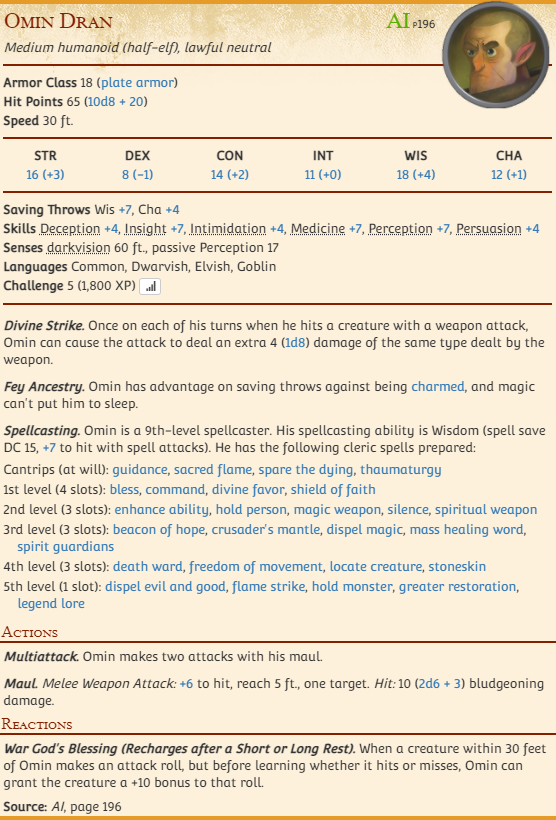 Omin Dran
AI P196
Medium humanoid (half-elf), lawful neutral
Armor Class 18 (plate armor)
Hit Points 65 (10d8 + 20)
Speed 30 ft.
STR DEX CON INT WIS CHA
16 (+3) 8 (−1) 14 (+2) 11 (+0) 18 (+4) 12 (+1)
Saving Throws Wis +7, Cha +4
Skills Deception +4, Insight +7, Intimidation +4, Medicine +7, Perception +7, Persuasion +4
Senses darkvision 60 ft., passive Perception 17
Languages Common, Dwarvish, Elvish, Goblin
Challenge 5 (1,800 XP)
Divine Strike. Once on each of his turns when he hits a creature with a weapon attack,
Omin can cause the attack to deal an extra 4 (1d8) damage of the same type dealt by the
weapon.
Fey Ancestry. Omin has advantage on saving throws against being charmed, and magic
can't put him to sleep.
Spellcasting. Omin is a 9th-level spellcaster. His spellcasting ability is Wisdom (spell save
DC 15, +7 to hit with spell attacks). He has the following cleric spells prepared:
Cantrips (at will): guidance, sacred flame, spare the dying, thaumaturgy
1st level (4 slots): bless, command, divine favor, shield of faith
2nd level (3 slots): enhance ability, hold person, magic weapon, silence, spiritual weapon
3rd level (3 slots): beacon of hope, crusader's mantle, dispel magic, mass healing word,
spirit guardians
4th level (3 slots): death ward, freedom of movement, locate creature, stoneskin
5th level (1 slot): dispel evil and good, flame strike, hold monster, greater restoration,
legend lore
Actions
Multiattack. Omin makes two attacks with his maul.
Maul. Melee Weapon Attack: +6 to hit, reach 5 ft., one target. Hit: 10 (2d6 + 3) bludgeoning
damage.
Reactions
War God's Blessing (Recharges after a Short or Long Rest). When a creature within 30 feet
of Omin makes an attack roll, but before learning whether it hits or misses, Omin can
grant the creature a +10 bonus to that roll.
Source: AI, page 196